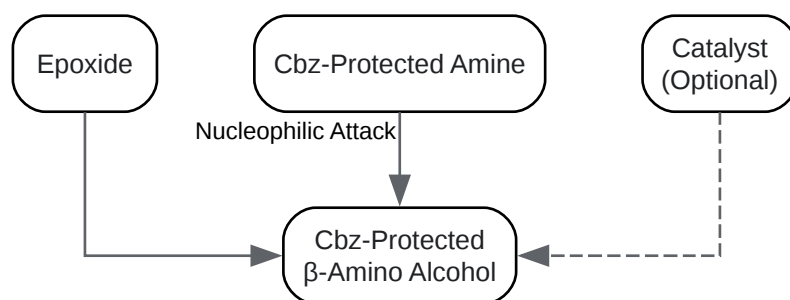 Epoxide
Cbz-Protected Amine
Catalyst
(Optional)
Nucleophilic Attack
Cbz-Protected
β-Amino Alcohol